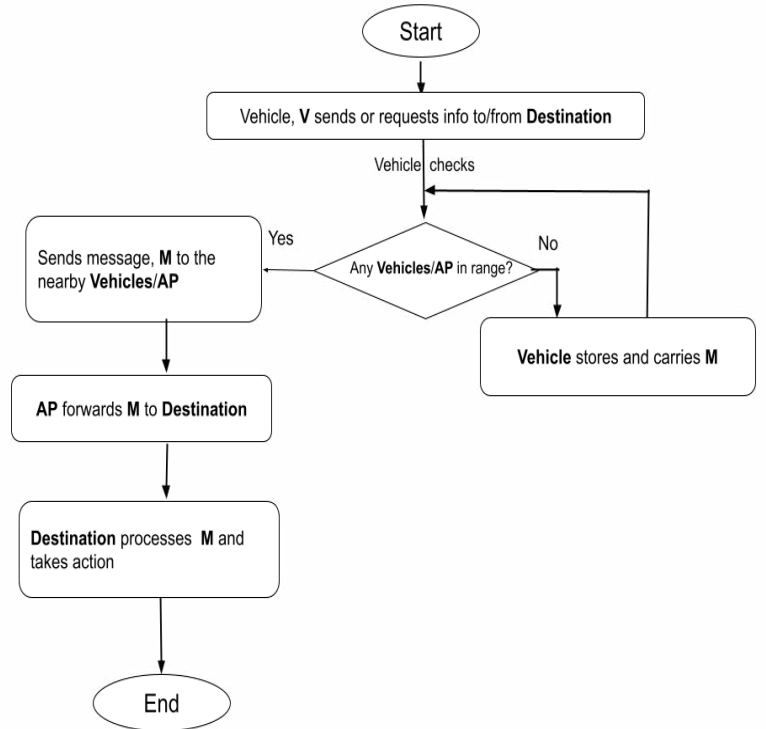 Start
Vehicle, V sends or requests info to/from Destination
Vehicle checks
Yes
Any Vehicles/AP in range?
No
Sends message, M to the
nearby Vehicles/AP
Vehicle stores and carries M
AP forwards M to Destination
Destination processes M and
takes action
End